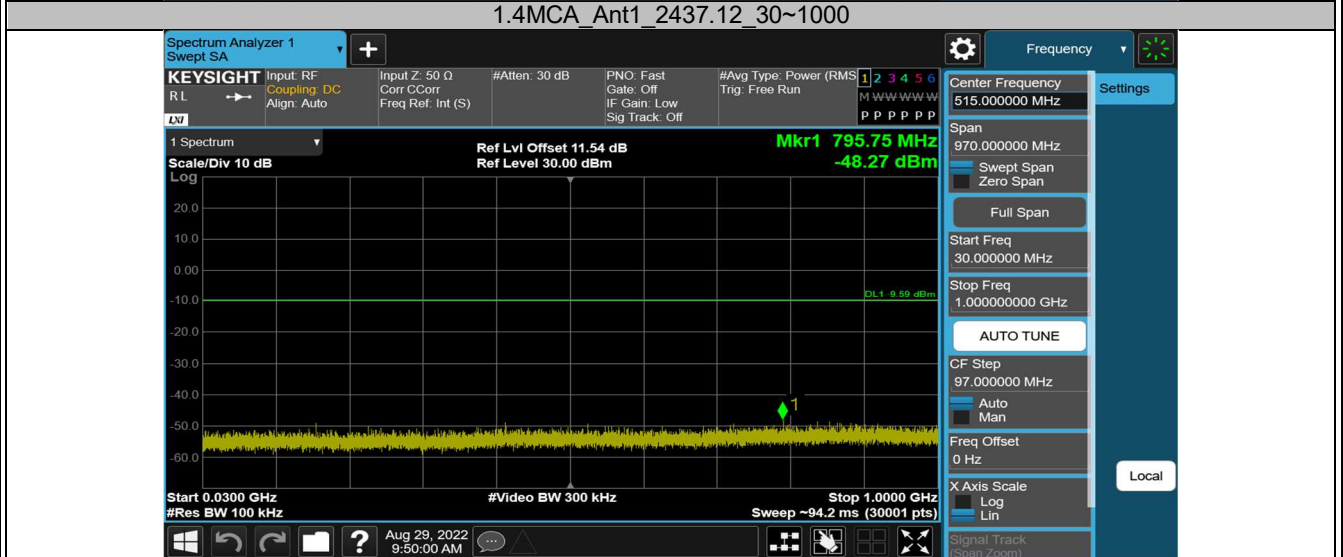 1.4MCA_Ant1_2437.12_30~1000
Spectrum Analyzer 1
Swept SA
+
Frequency
KEYSIGHT
RL
LXI
Input: RF
Coupling: DC
Align: Auto
Input Z: 50 Ω
Corr CCorr
Freq Ref: Int (S)
#Atten: 30 dB
PNO: Fast
Gate: Off
IF Gain: Low
Sig Track: Off
#Avg Type: Power (RMS
Trig: Free Run
1 2 3 4 5 6
M W W W W W
P P P P P P
1 Spectrum
Scale/Div 10 dB
Log
Ref Lvl Offset 11.54 dB
Ref Level 30.00 dBm
Mkr1 795.75 MHz
-48.27 dBm
20.0
10.0
0.00
-10.0
DL1 -9.59 dBm
-20.0
-30.0
-40.0
1
-50.0
-60.0
Start 0.0300 GHz
#Res BW 100 kHz
#Video BW 300 kHz
Stop 1.0000 GHz
Sweep ~94.2 ms (30001 pts)
?
Aug 29, 2022
9:50:00 AM
Center Frequency
515.000000 MHz
Span
970.000000 MHz
Swept Span
Zero Span
Full Span
Start Freq
30.000000 MHz
Stop Freq
1.000000000 GHz
AUTO TUNE
CF Step
97.000000 MHz
Auto
Man
Freq Offset
0 Hz
X Axis Scale
Log
Lin
Signal Track
(Span Zoom)
Settings
Local